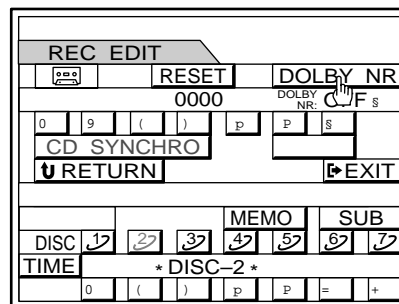 REC EDIT
RESET DOLBY NR
0000 DOLBY NR: OFF §
0 9 ( ) p P §
CD SYNCHRO
RETURN EXIT
MEMO SUB
DISC 1 2 3 4 5 6 7
TIME * DISC–2 *
0 ( ) p P = +